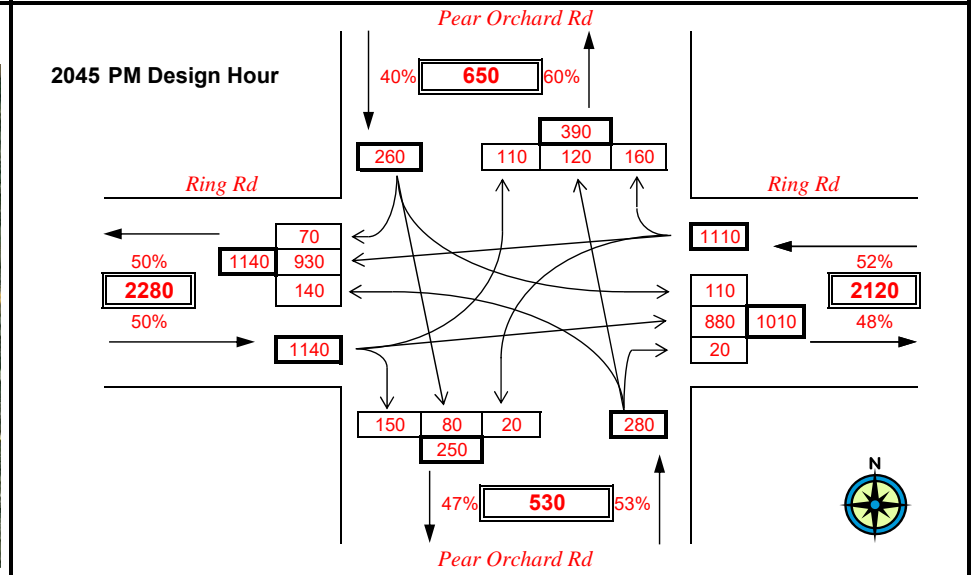 Pear Orchard Rd
2045 PM Design Hour
40% 650 60%
390
260 110 120 160
Ring Rd Ring Rd
70 1110
50% 1140 930 52%
2280 140 110 2120
50% 880 1010 48%
1140 20
150 80 20 280
250
N
47% 530 53%
Pear Orchard Rd